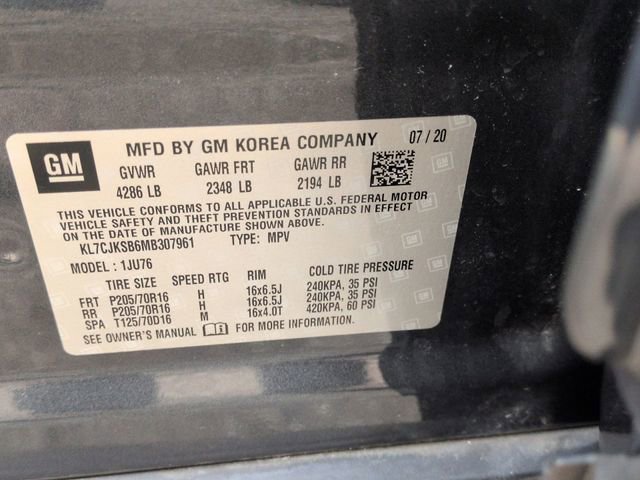 GM
MFD BY GM KOREA COMPANY 07/20
GVWR GAWR FRT GAWR RR
4286 LB 2348 LB 2194 LB
THIS VEHICLE CONFORMS TO ALL APPLICABLE U.S. FEDERAL MOTOR
VEHICLE SAFETY AND THEFT PREVENTION STANDARDS IN EFFECT
ON THE DATE OF MANUFACTURE SHOWN ABOVE.
KL7CJKSB6MB307961 TYPE: MPV
MODEL : 1JU76
TIRE SIZE SPEED RTG RIM COLD TIRE PRESSURE
FRT P205/70R16 H 16x6.5J 240KPA, 35 PSI
RR P205/70R16 H 16x6.5J 240KPA, 35 PSI
SPA T125/70D16 M 16x4.0T 420KPA, 60 PSI
SEE OWNER'S MANUAL FOR MORE INFORMATION.